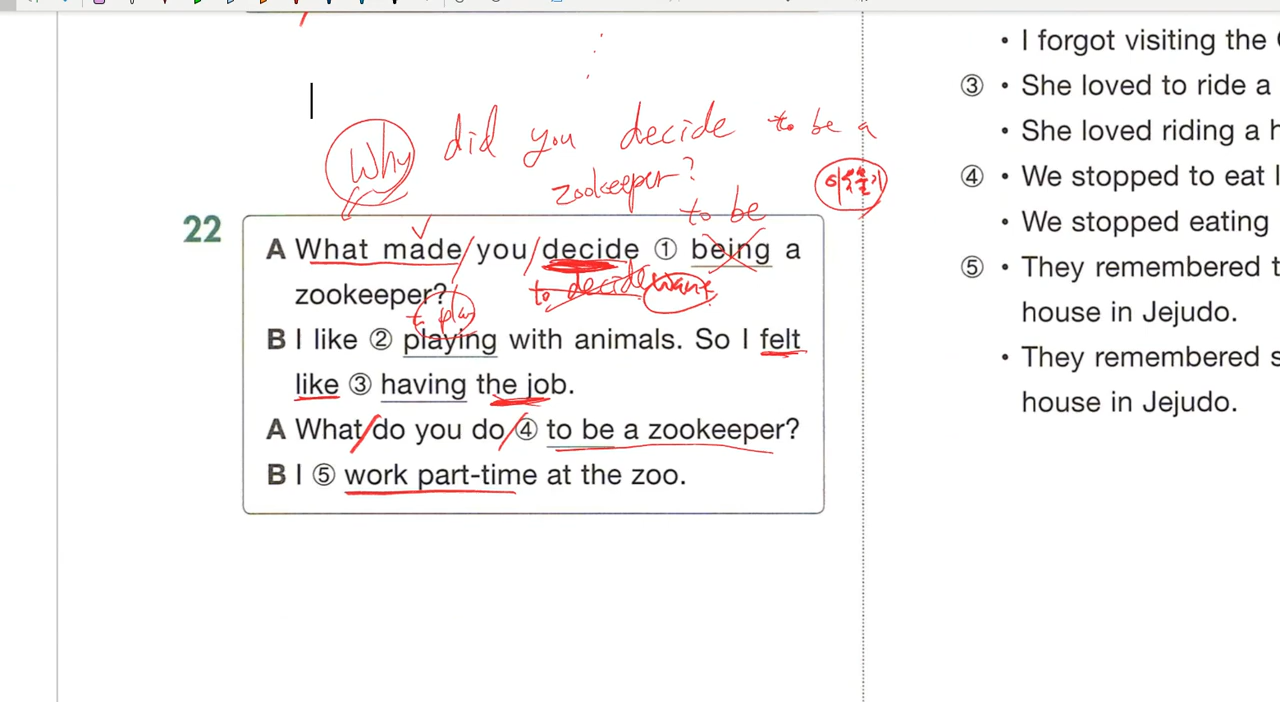 Why did you decide to be a
zookeeper?
to be
22
A What made you decide ① being a
to decide want
zookeeper?
to play
B I like ② playing with animals. So I felt
like ③ having the job.
A What do you do ④ to be a zookeeper?
B I ⑤ work part-time at the zoo.
• I forgot visiting the
③ • She loved to ride a
• She loved riding a h
④ • We stopped to eat l
• We stopped eating
⑤ • They remembered t
house in Jejudo.
• They remembered s
house in Jejudo.